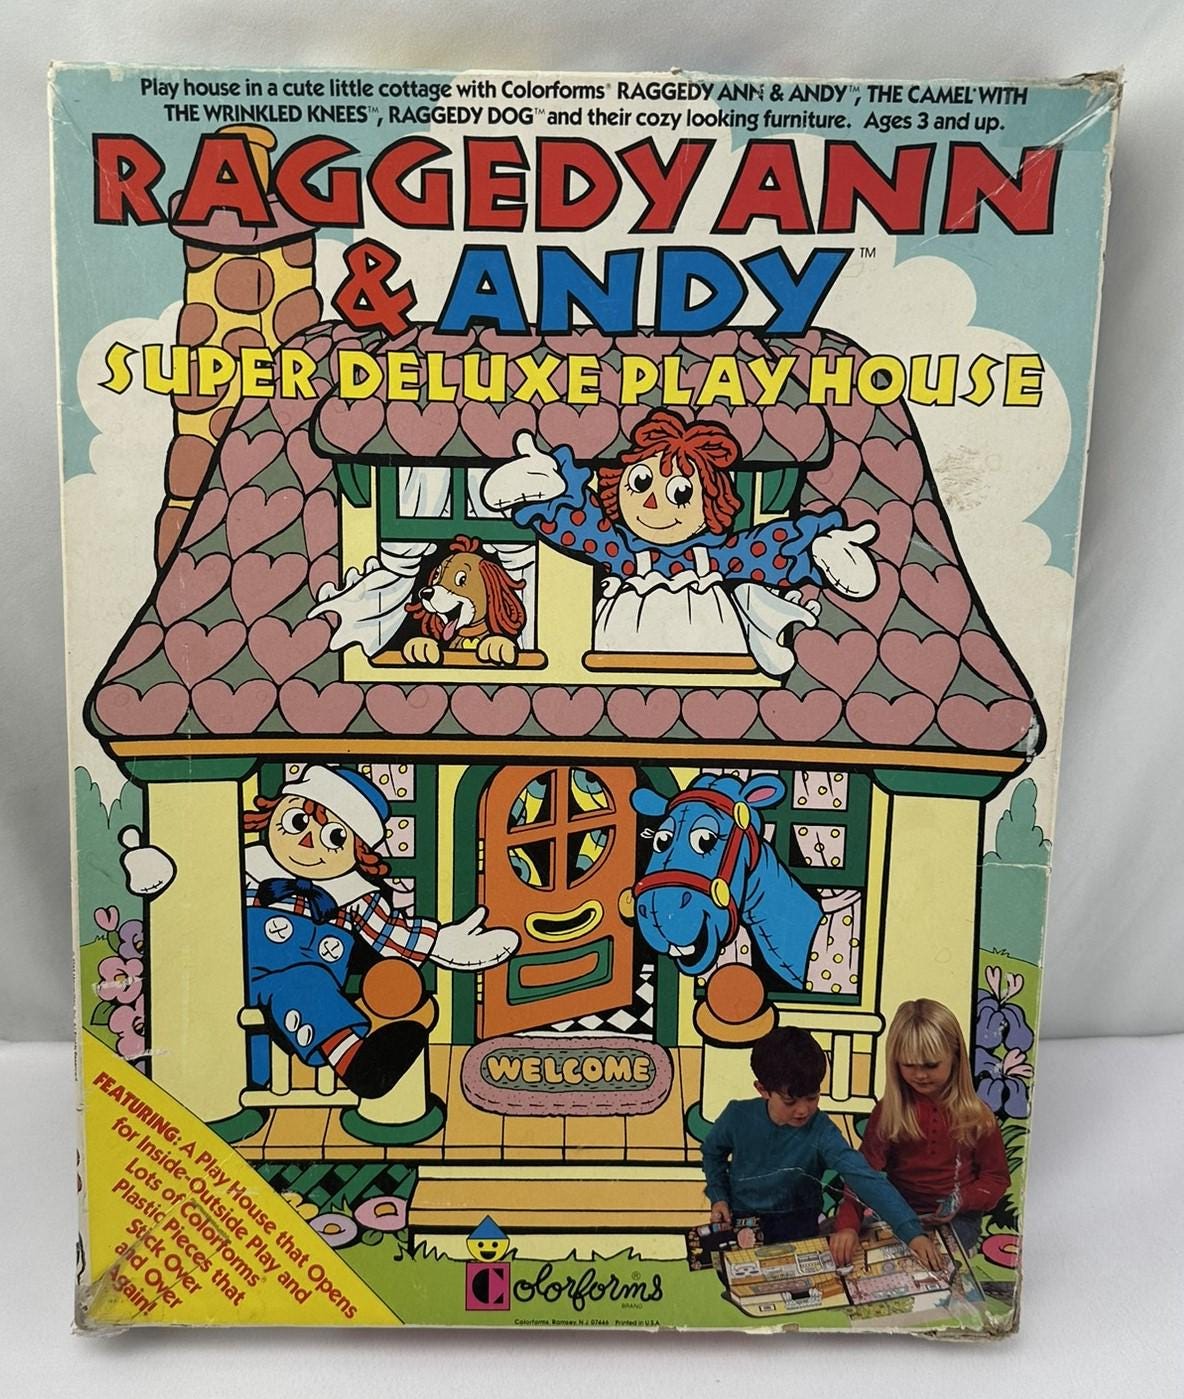 Play house in a cute little cottage with Colorforms® RAGGEDY ANN & ANDY™, THE CAMEL WITH
THE WRINKLED KNEES™, RAGGEDY DOG™ and their cozy looking furniture. Ages 3 and up.
RAGGEDY ANN
& ANDY™
SUPER DELUXE PLAY HOUSE
WELCOME
FEATURING: A Play House that Opens
for Inside-Outside Play and
Lots of Colorforms®
Plastic Pieces that
Stick Over
and Over
Again!
Colorforms®
BRAND
Colorforms, Ramsey, N.J. 07446 Printed in U.S.A.